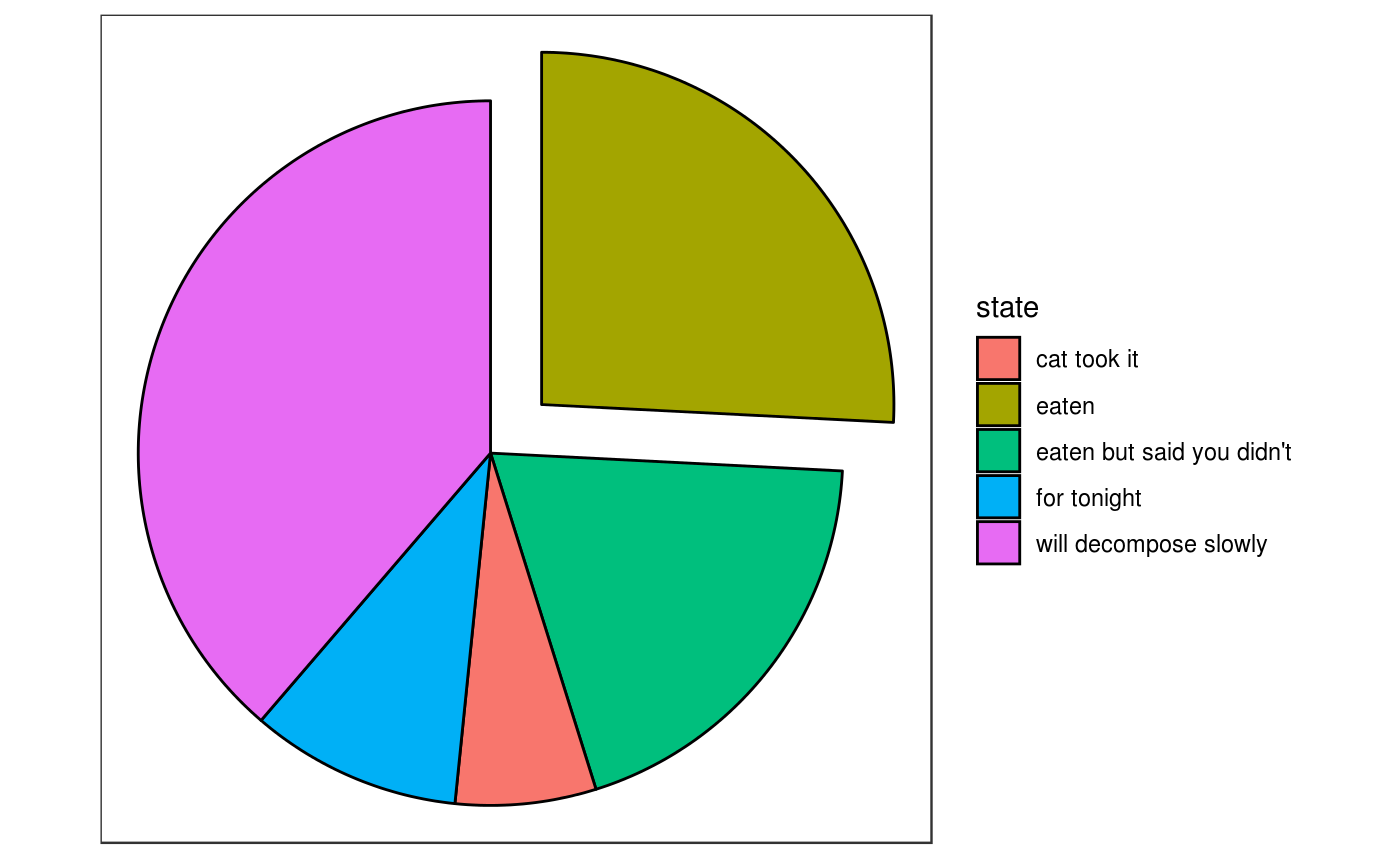 state
cat took it
eaten
eaten but said you didn't
for tonight
will decompose slowly